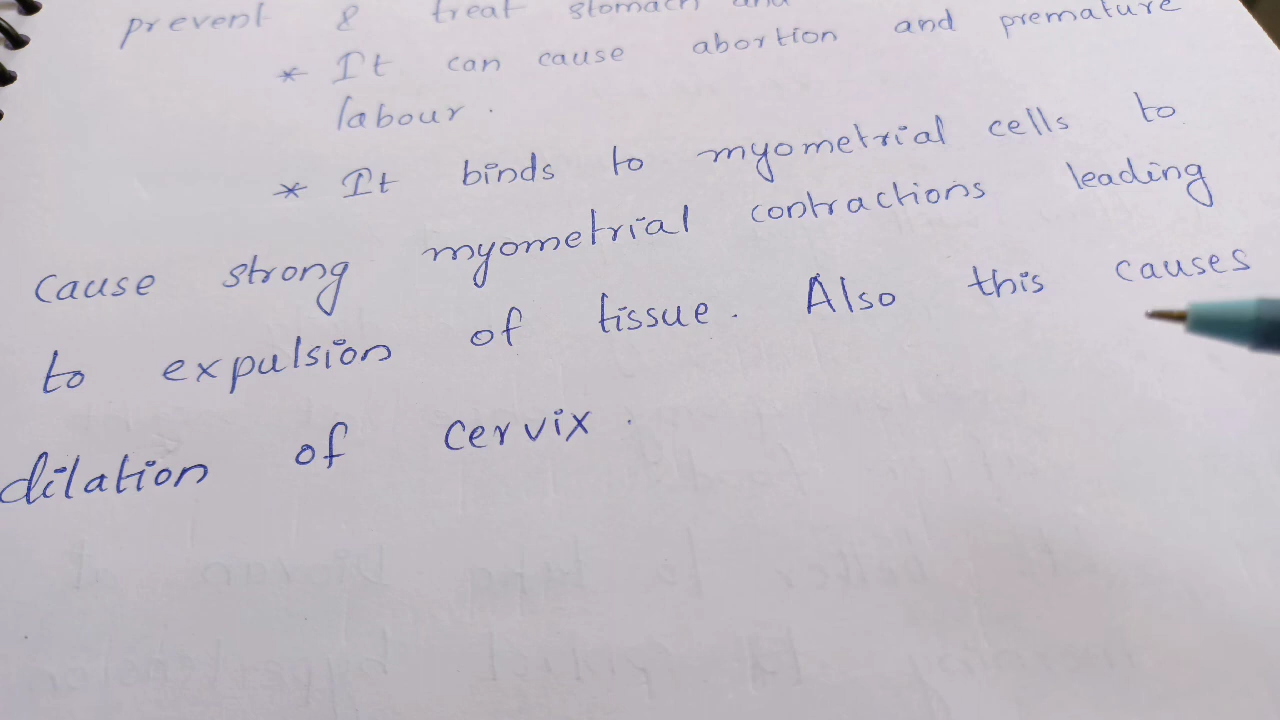 prevent & treat stomach and
* It can cause abortion and premature
labour.
* It binds to myometrial cells to
cause strong myometrial contractions leading
to expulsion of tissue. Also this causes
dilation of cervix.